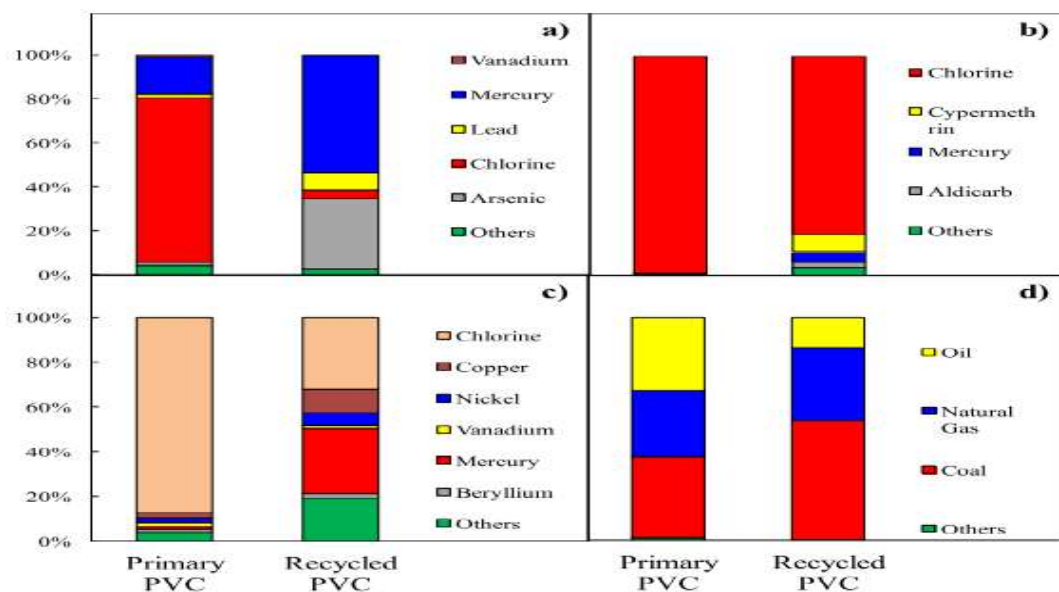 a)
100%
80%
60%
40%
20%
0%
Vanadium
Mercury
Lead
Chlorine
Arsenic
Others
b)
Chlorine
Cypermeth
rin
Mercury
Aldicarb
Others
c)
100%
80%
60%
40%
20%
0%
Chlorine
Copper
Nickel
Vanadium
Mercury
Beryllium
Others
Primary
PVC
Recycled
PVC
d)
Oil
Natural
Gas
Coal
Others
Primary
PVC
Recycled
PVC